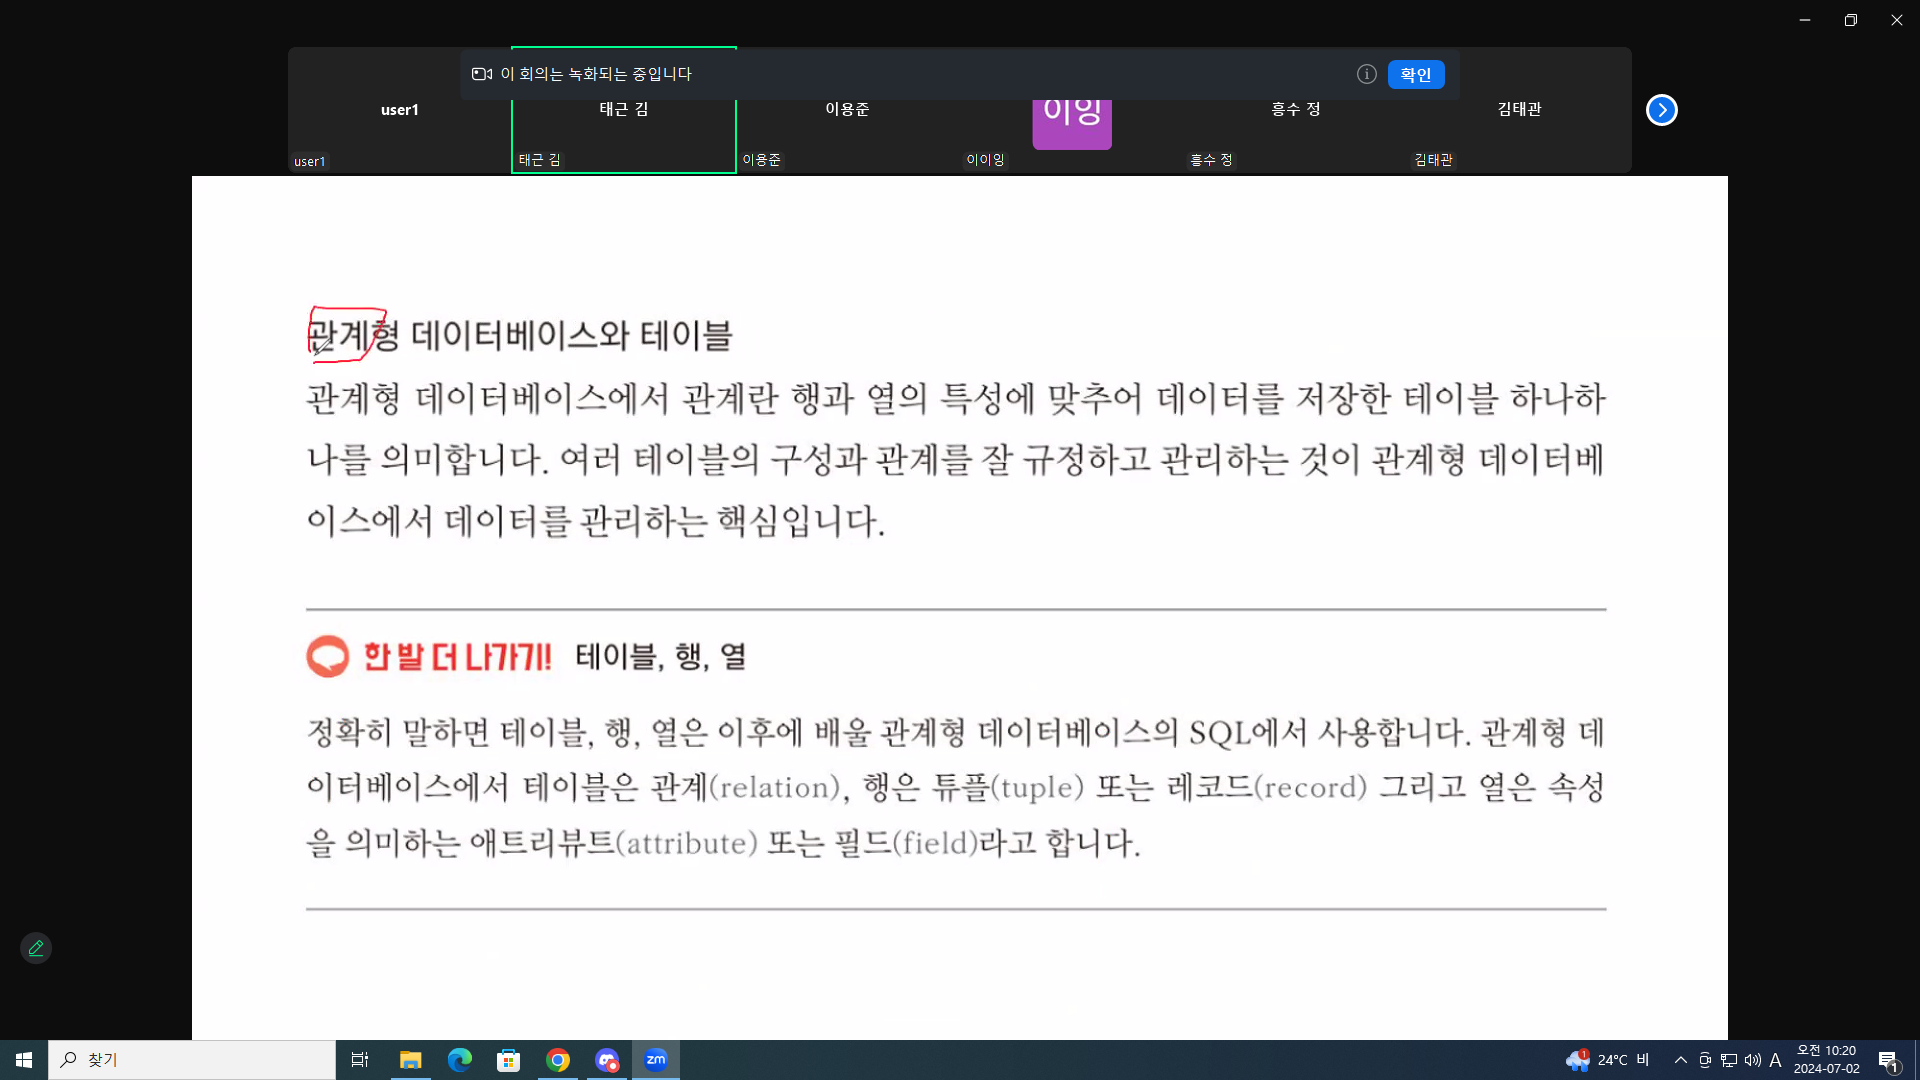 이 회의는 녹화되는 중입니다
확인
user1
태근 김
이용준
이잉
흥수 정
김태관
user1
태근 김
이용준
이이잉
흥수 정
김태관
관계형 데이터베이스와 테이블
관계형 데이터베이스에서 관계란 행과 열의 특성에 맞추어 데이터를 저장한 테이블 하나하
나를 의미합니다. 여러 테이블의 구성과 관계를 잘 규정하고 관리하는 것이 관계형 데이터베
이스에서 데이터를 관리하는 핵심입니다.
한 발 더 나가기! 테이블, 행, 열
정확히 말하면 테이블, 행, 열은 이후에 배울 관계형 데이터베이스의 SQL에서 사용합니다. 관계형 데
이터베이스에서 테이블은 관계(relation), 행은 튜플(tuple) 또는 레코드(record) 그리고 열은 속성
을 의미하는 애트리뷰트(attribute) 또는 필드(field)라고 합니다.
찾기
zm
1
24°C 비
A
오전 10:20
2024-07-02
1